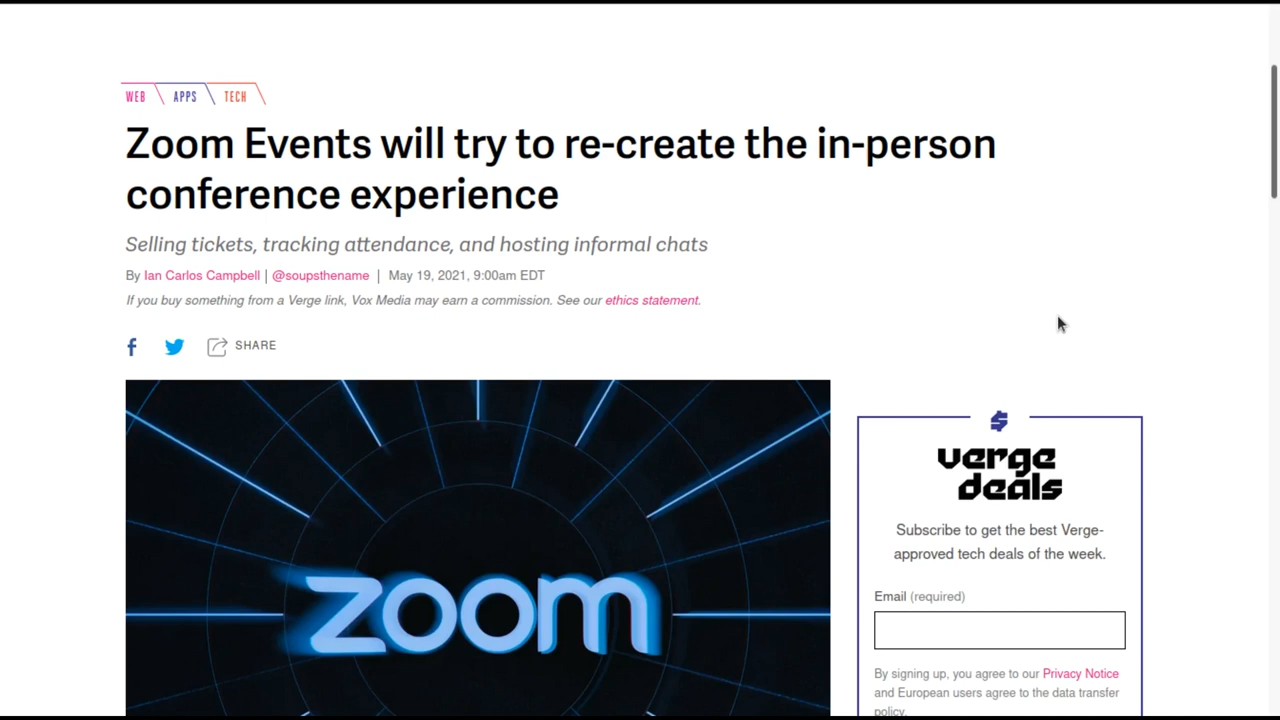 WEB
APPS
TECH
Zoom Events will try to re-create the in-person
conference experience
Selling tickets, tracking attendance, and hosting informal chats
By Ian Carlos Campbell | @soupsthename | May 19, 2021, 9:00am EDT
If you buy something from a Verge link, Vox Media may earn a commission. See our ethics statement.
SHARE
zoom
verge
deals
Subscribe to get the best Verge-
approved tech deals of the week.
Email (required)
By signing up, you agree to our Privacy Notice
and European users agree to the data transfer
policy.